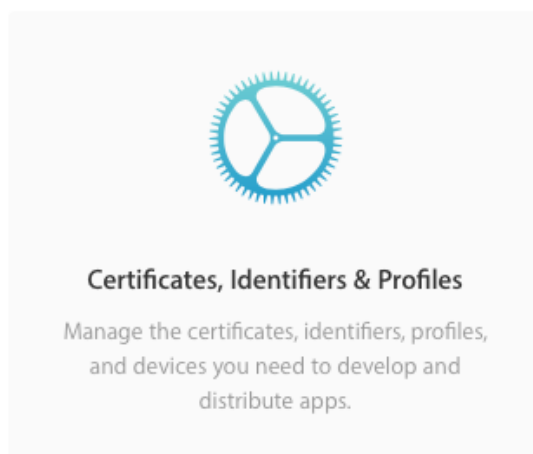 Certificates, Identifiers & Profiles
Manage the certificates, identifiers, profiles,
and devices you need to develop and
distribute apps.